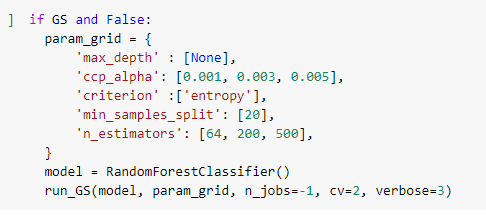 ] if GS and False:
param_grid = {
'max_depth' : [None],
'ccp_alpha': [0.001, 0.003, 0.005],
'criterion' :['entropy'],
'min_samples_split': [20],
'n_estimators': [64, 200, 500],
}
model = RandomForestClassifier()
run_GS(model, param_grid, n_jobs=-1, cv=2, verbose=3)